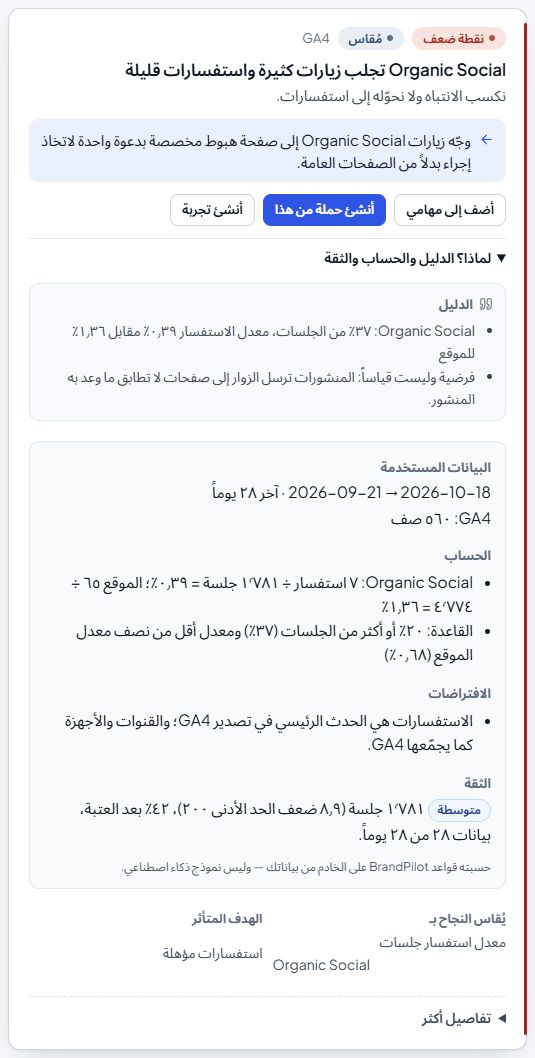 نقطة ضعف مُقاس GA4
Organic Social تجلب زيارات كثيرة واستفسارات قليلة
نكسب الانتباه ولا نحوّله إلى استفسارات.
← وجّه زيارات Organic Social إلى صفحة هبوط مخصصة بدعوة واحدة لاتخاذ
إجراء بدلاً من الصفحات العامة.
أضف إلى مهامي أنشئ حملة من هذا أنشئ تجربة
▼ لماذا؟ الدليل والحساب والثقة
الدليل
• Organic Social: ٣٧٪ من الجلسات، معدل الاستفسار ٠٫٣٩٪ مقابل ١٫٣٦٪
للموقع
• فرضية وليست قياساً: المنشورات ترسل الزوار إلى صفحات لا تطابق ما وعد به
المنشور.
البيانات المستخدمة
2026-09-21 → 2026-10-18 · آخر ٢٨ يوماً
GA4: ٥٦٠ صف
الحساب
• Organic Social: ٧ استفسار ÷ ١٬٧٨١ جلسة = ٠٫٣٩٪؛ الموقع ٦٥ ÷
٤٬٧٧٤ = ١٫٣٦٪
• القاعدة: ٢٠٪ أو أكثر من الجلسات (٣٧٪) ومعدل أقل من نصف معدل
الموقع (٠٫٦٨٪)
الافتراضات
• الاستفسارات هي الحدث الرئيسي في تصدير GA4؛ والقنوات والأجهزة
كما يجمّعها GA4.
الثقة
متوسطة ١٬٧٨١ جلسة (٨٫٩ ضعف الحد الأدنى ٢٠٠)، ٤٢٪ بعد العتبة،
بيانات ٢٨ من ٢٨ يوماً.
حسبته قواعد BrandPilot على الخادم من بياناتك — وليس نموذج ذكاء اصطناعي.
يُقاس النجاح بـ
معدل استفسار جلسات
Organic Social
الهدف المتأثر
استفسارات مؤهلة
◀ تفاصيل أكثر